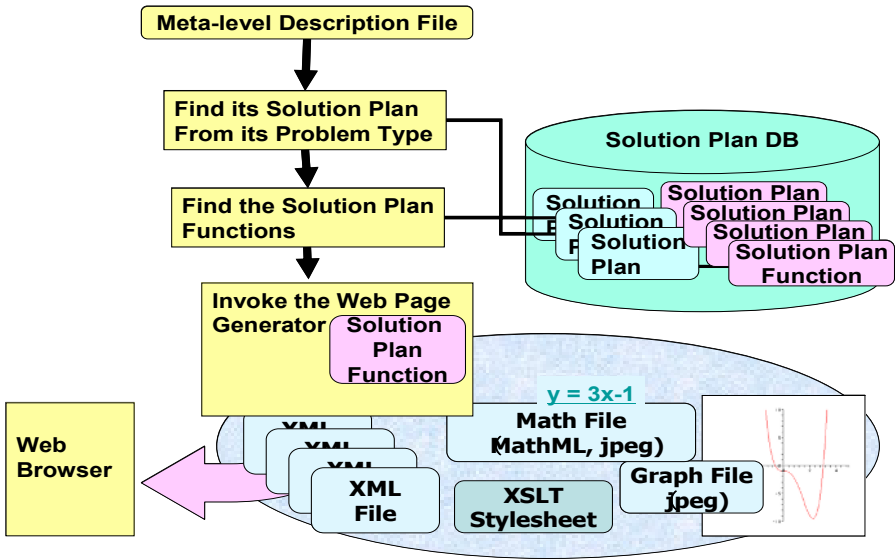 Meta-level Description File
Find its Solution Plan
From its Problem Type
Solution Plan DB
Find the Solution Plan
Functions
Solution
P
Solution
P
Solution
Plan
Solution Plan
Solution Plan
Solution Plan
Solution Plan
Function
Invoke the Web Page
Generator
Solution
Plan
Function
y = 3x-1
Math File
(MathML, jpeg)
Web
Browser
XML
XML
XML
XML
File
XSLT
Stylesheet
Graph File
(jpeg)